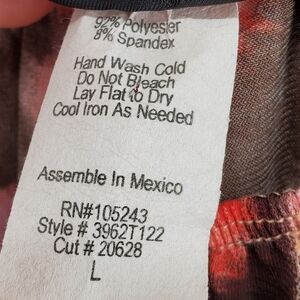 92% Polyester
8% Spandex
Hand Wash Cold
Do Not Bleach
Lay Flat to Dry
Cool Iron As Needed
Assemble In Mexico
RN#105243
Style # 3962T122
Cut # 20628
L